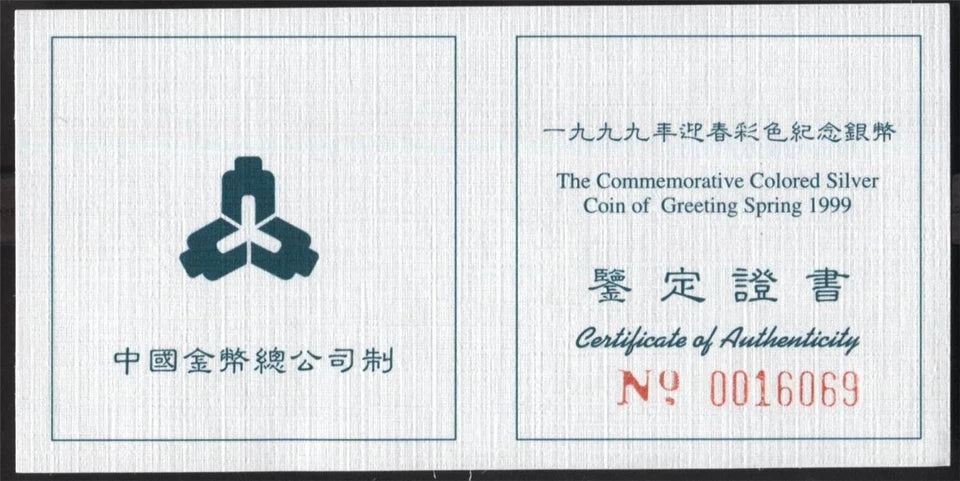 中國金幣總公司制
一九九九年迎春彩色紀念銀幣
The Commemorative Colored Silver
Coin of Greeting Spring 1999
鑒定證書
Certificate of Authenticity
Nº 0016069